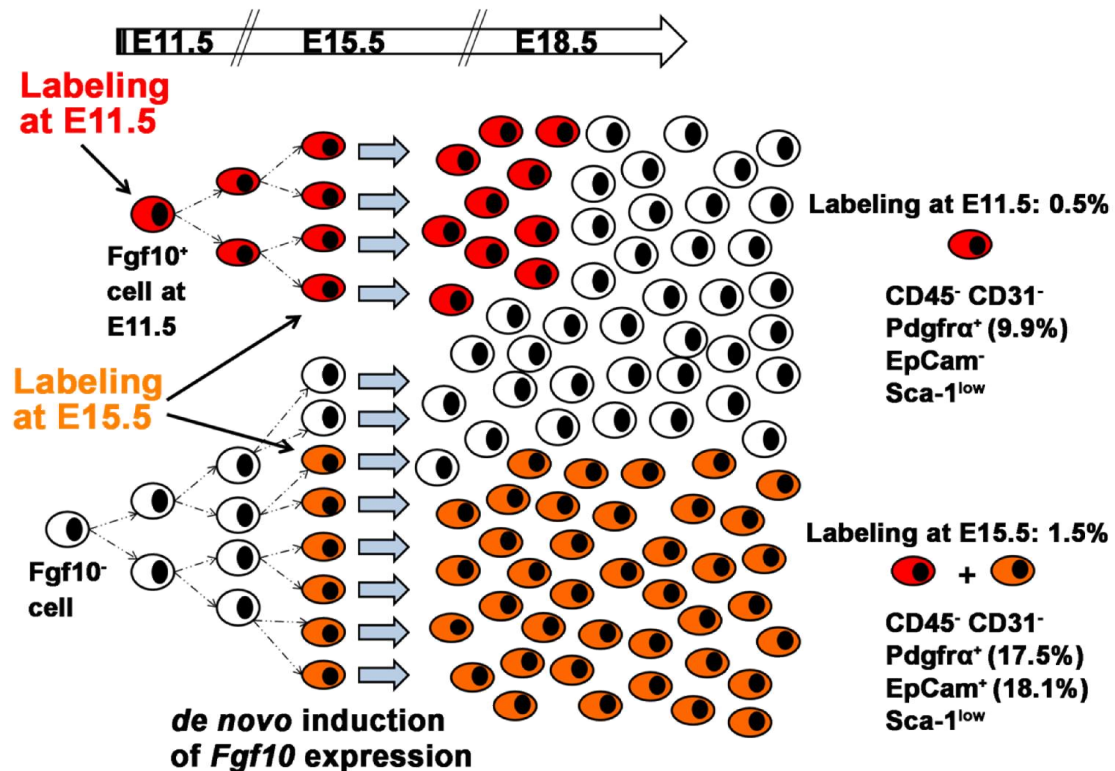 E11.5 E15.5 E18.5
Labeling
at E11.5
Fgf10⁺
cell at
E11.5
Labeling at E11.5: 0.5%
CD45⁻ CD31⁻
Pdgfrα⁺ (9.9%)
EpCam⁻
Sca-1ˡᵒʷ
Labeling
at E15.5
Fgf10⁻
cell
Labeling at E15.5: 1.5%
+
CD45⁻ CD31⁻
Pdgfrα⁺ (17.5%)
EpCam⁺ (18.1%)
Sca-1ˡᵒʷ
de novo induction
of Fgf10 expression